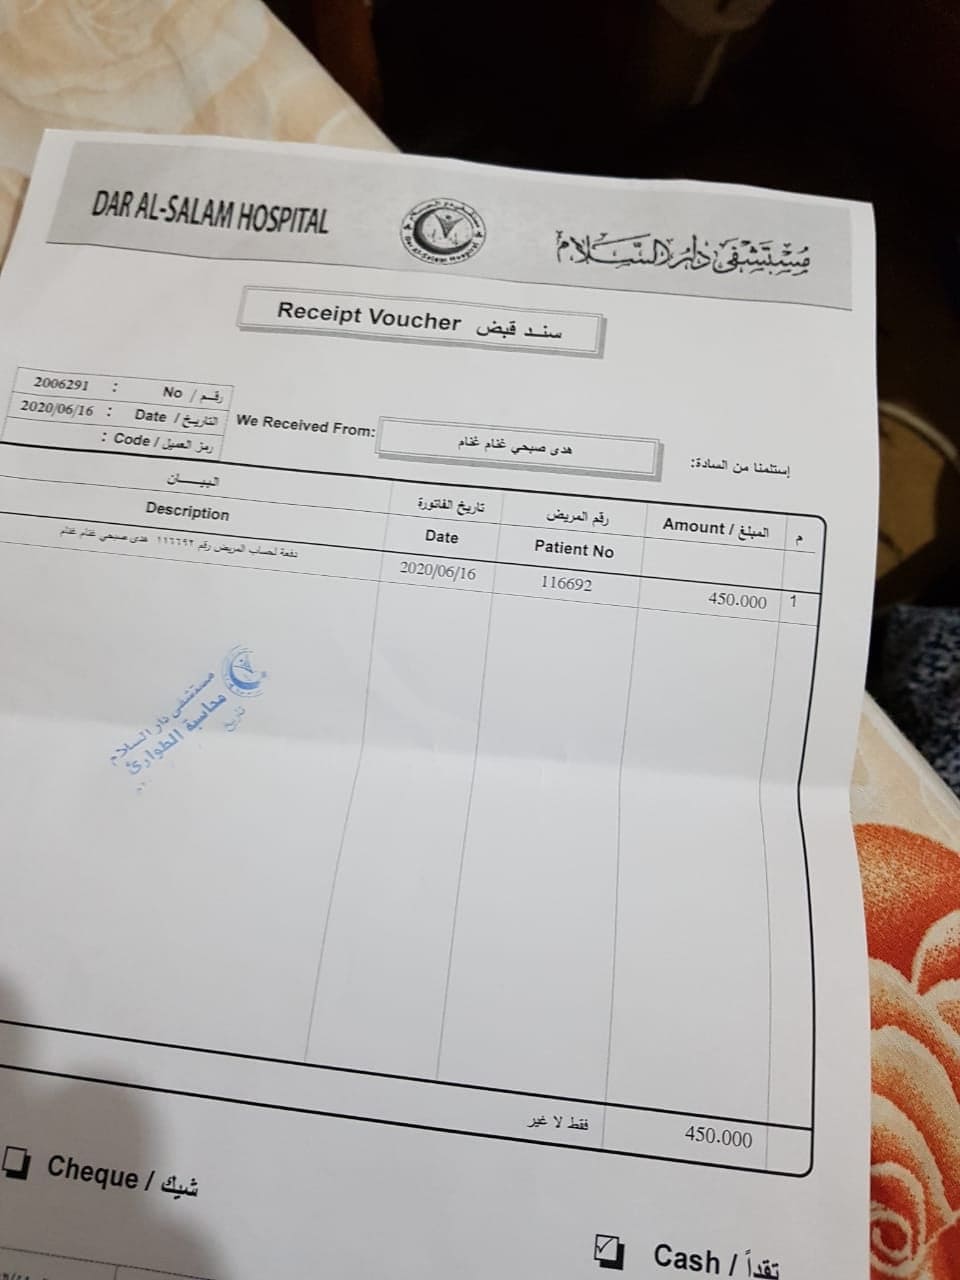 DAR AL-SALAM HOSPITAL
Dar Al-Salam Hospital
مستشفى دار السلام
Receipt Voucher سند قبض
رقم / No : 2006291
التاريخ / Date : 2020/06/16
رمز العميل / Code :
We Received From:
هدى صبحي غنام غنام
إستلمنا من السادة:
م
المبلغ / Amount
رقم المريض
Patient No
تاريخ الفاتورة
Date
البيــــان
Description
1
450.000
116692
2020/06/16
دفعة لحساب المريض رقم ١١٦٦٩٢ هدى صبحي غنام غنام
مستشفى دار السلام
محاسبة الطوارئ
تاريخ
450.000
فقط لا غير
Cheque / شيك
Cash / تقداً